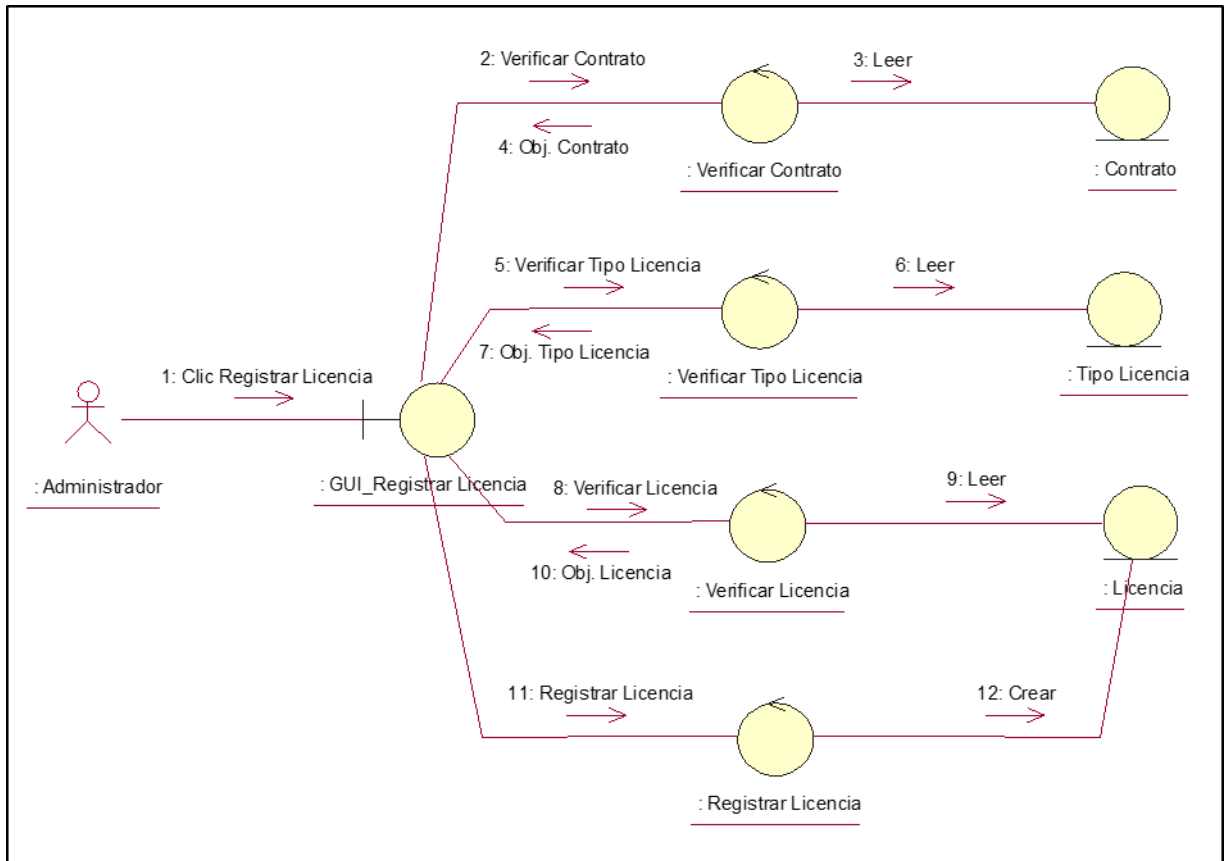 2: Verificar Contrato
3: Leer
4: Obj. Contrato
: Verificar Contrato
: Contrato
5: Verificar Tipo Licencia
6: Leer
7: Obj. Tipo Licencia
: Verificar Tipo Licencia
: Tipo Licencia
1: Clic Registrar Licencia
: Administrador
: GUI_Registrar Licencia
8: Verificar Licencia
9: Leer
10: Obj. Licencia
: Verificar Licencia
: Licencia
11: Registrar Licencia
12: Crear
: Registrar Licencia